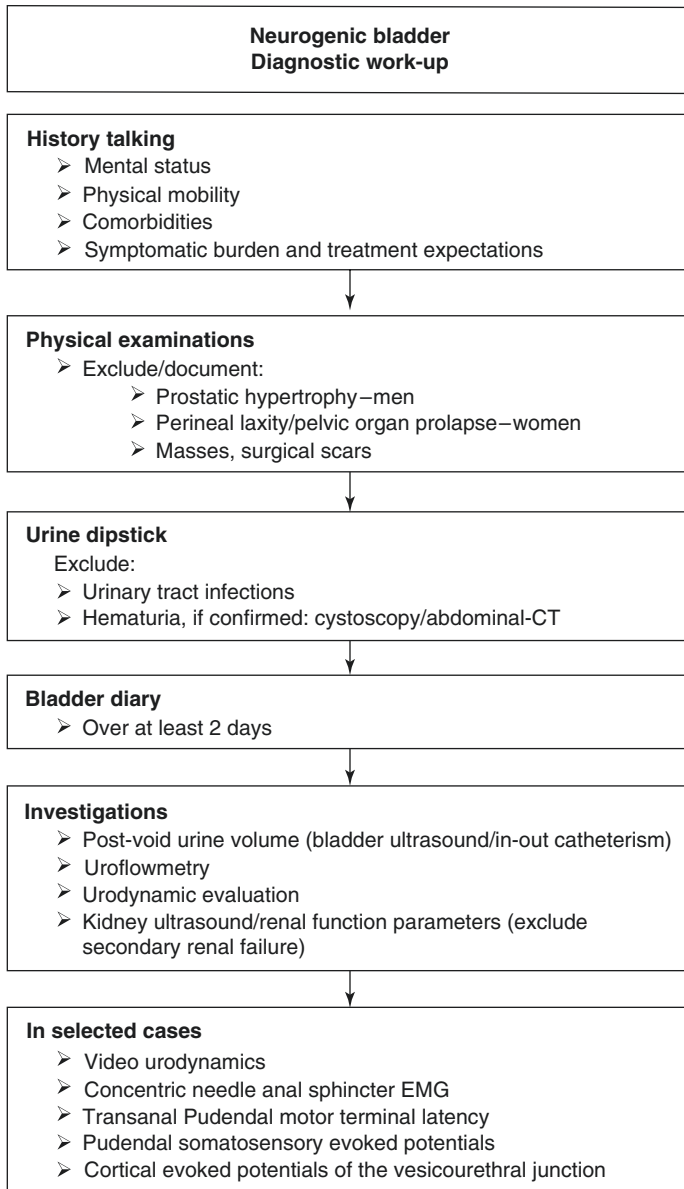 Neurogenic bladder
Diagnostic work-up
History talking
➢ Mental status
➢ Physical mobility
➢ Comorbidities
➢ Symptomatic burden and treatment expectations
Physical examinations
➢ Exclude/document:
➢ Prostatic hypertrophy–men
➢ Perineal laxity/pelvic organ prolapse–women
➢ Masses, surgical scars
Urine dipstick
Exclude:
➢ Urinary tract infections
➢ Hematuria, if confirmed: cystoscopy/abdominal-CT
Bladder diary
➢ Over at least 2 days
Investigations
➢ Post-void urine volume (bladder ultrasound/in-out catheterism)
➢ Uroflowmetry
➢ Urodynamic evaluation
➢ Kidney ultrasound/renal function parameters (exclude
secondary renal failure)
In selected cases
➢ Video urodynamics
➢ Concentric needle anal sphincter EMG
➢ Transanal Pudendal motor terminal latency
➢ Pudendal somatosensory evoked potentials
➢ Cortical evoked potentials of the vesicourethral junction